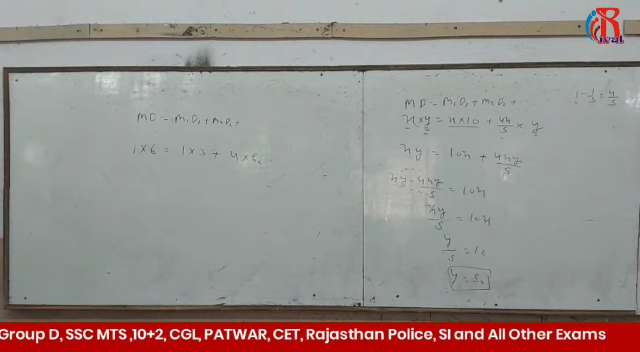 Rival
MD = M₁D₁ + M₂D₂ +
1 × 6 = 1 × 3 +
1 - 1/5 = 4/5
MD = M₁D₁ + M₂D₂ +
x × y = x × 10 + 4x/5 × y
xy = 10x + 4xy/5
xy - 4xy/5 = 10x
xy/5 = 10x
y/5 = 10
y = 50
Group D, SSC MTS ,10+2, CGL, PATWAR, CET, Rajasthan Police, SI and All Other Exams